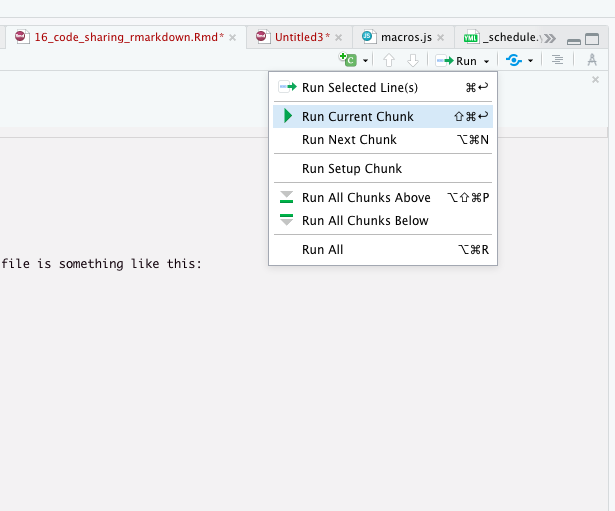 16_code_sharing_rmarkdown.Rmd* Untitled3* macros.js _schedule.y
Run
Run Selected Line(s) ⌘↩
Run Current Chunk ⇧⌘↩
Run Next Chunk ⌥⌘N
Run Setup Chunk
Run All Chunks Above ⌥⇧⌘P
Run All Chunks Below
Run All ⌥⌘R
file is something like this: